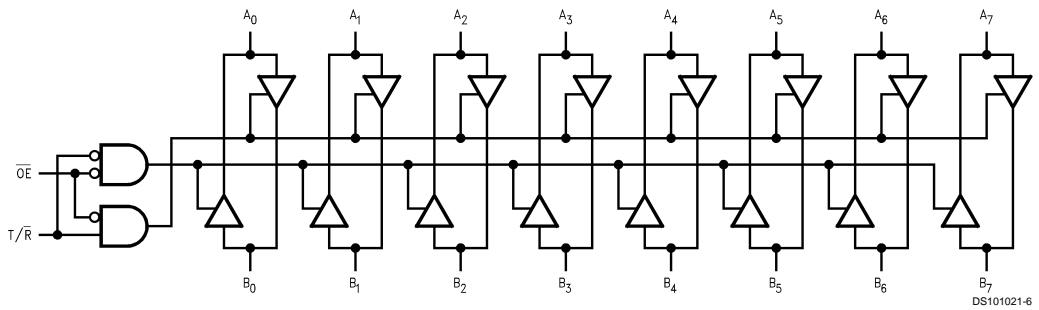 A0 A1 A2 A3 A4 A5 A6 A7
OE
T/R
B0 B1 B2 B3 B4 B5 B6 B7
DS101021-6